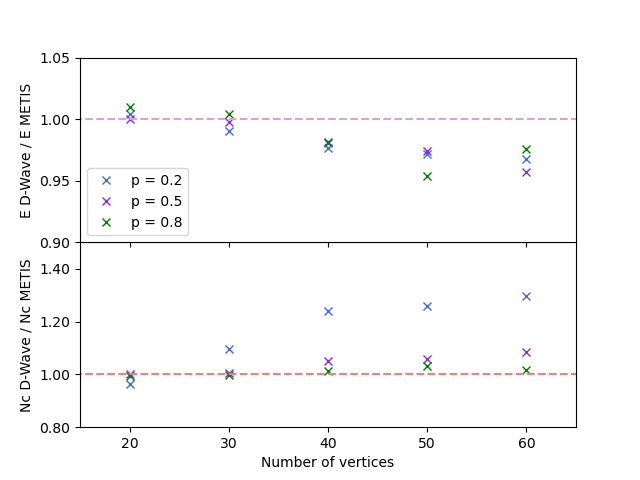 1.05
1.00
0.95
0.90
E D-Wave / E METIS
p = 0.2
p = 0.5
p = 0.8
1.40
1.20
1.00
0.80
Nc D-Wave / Nc METIS
20 30 40 50 60
Number of vertices